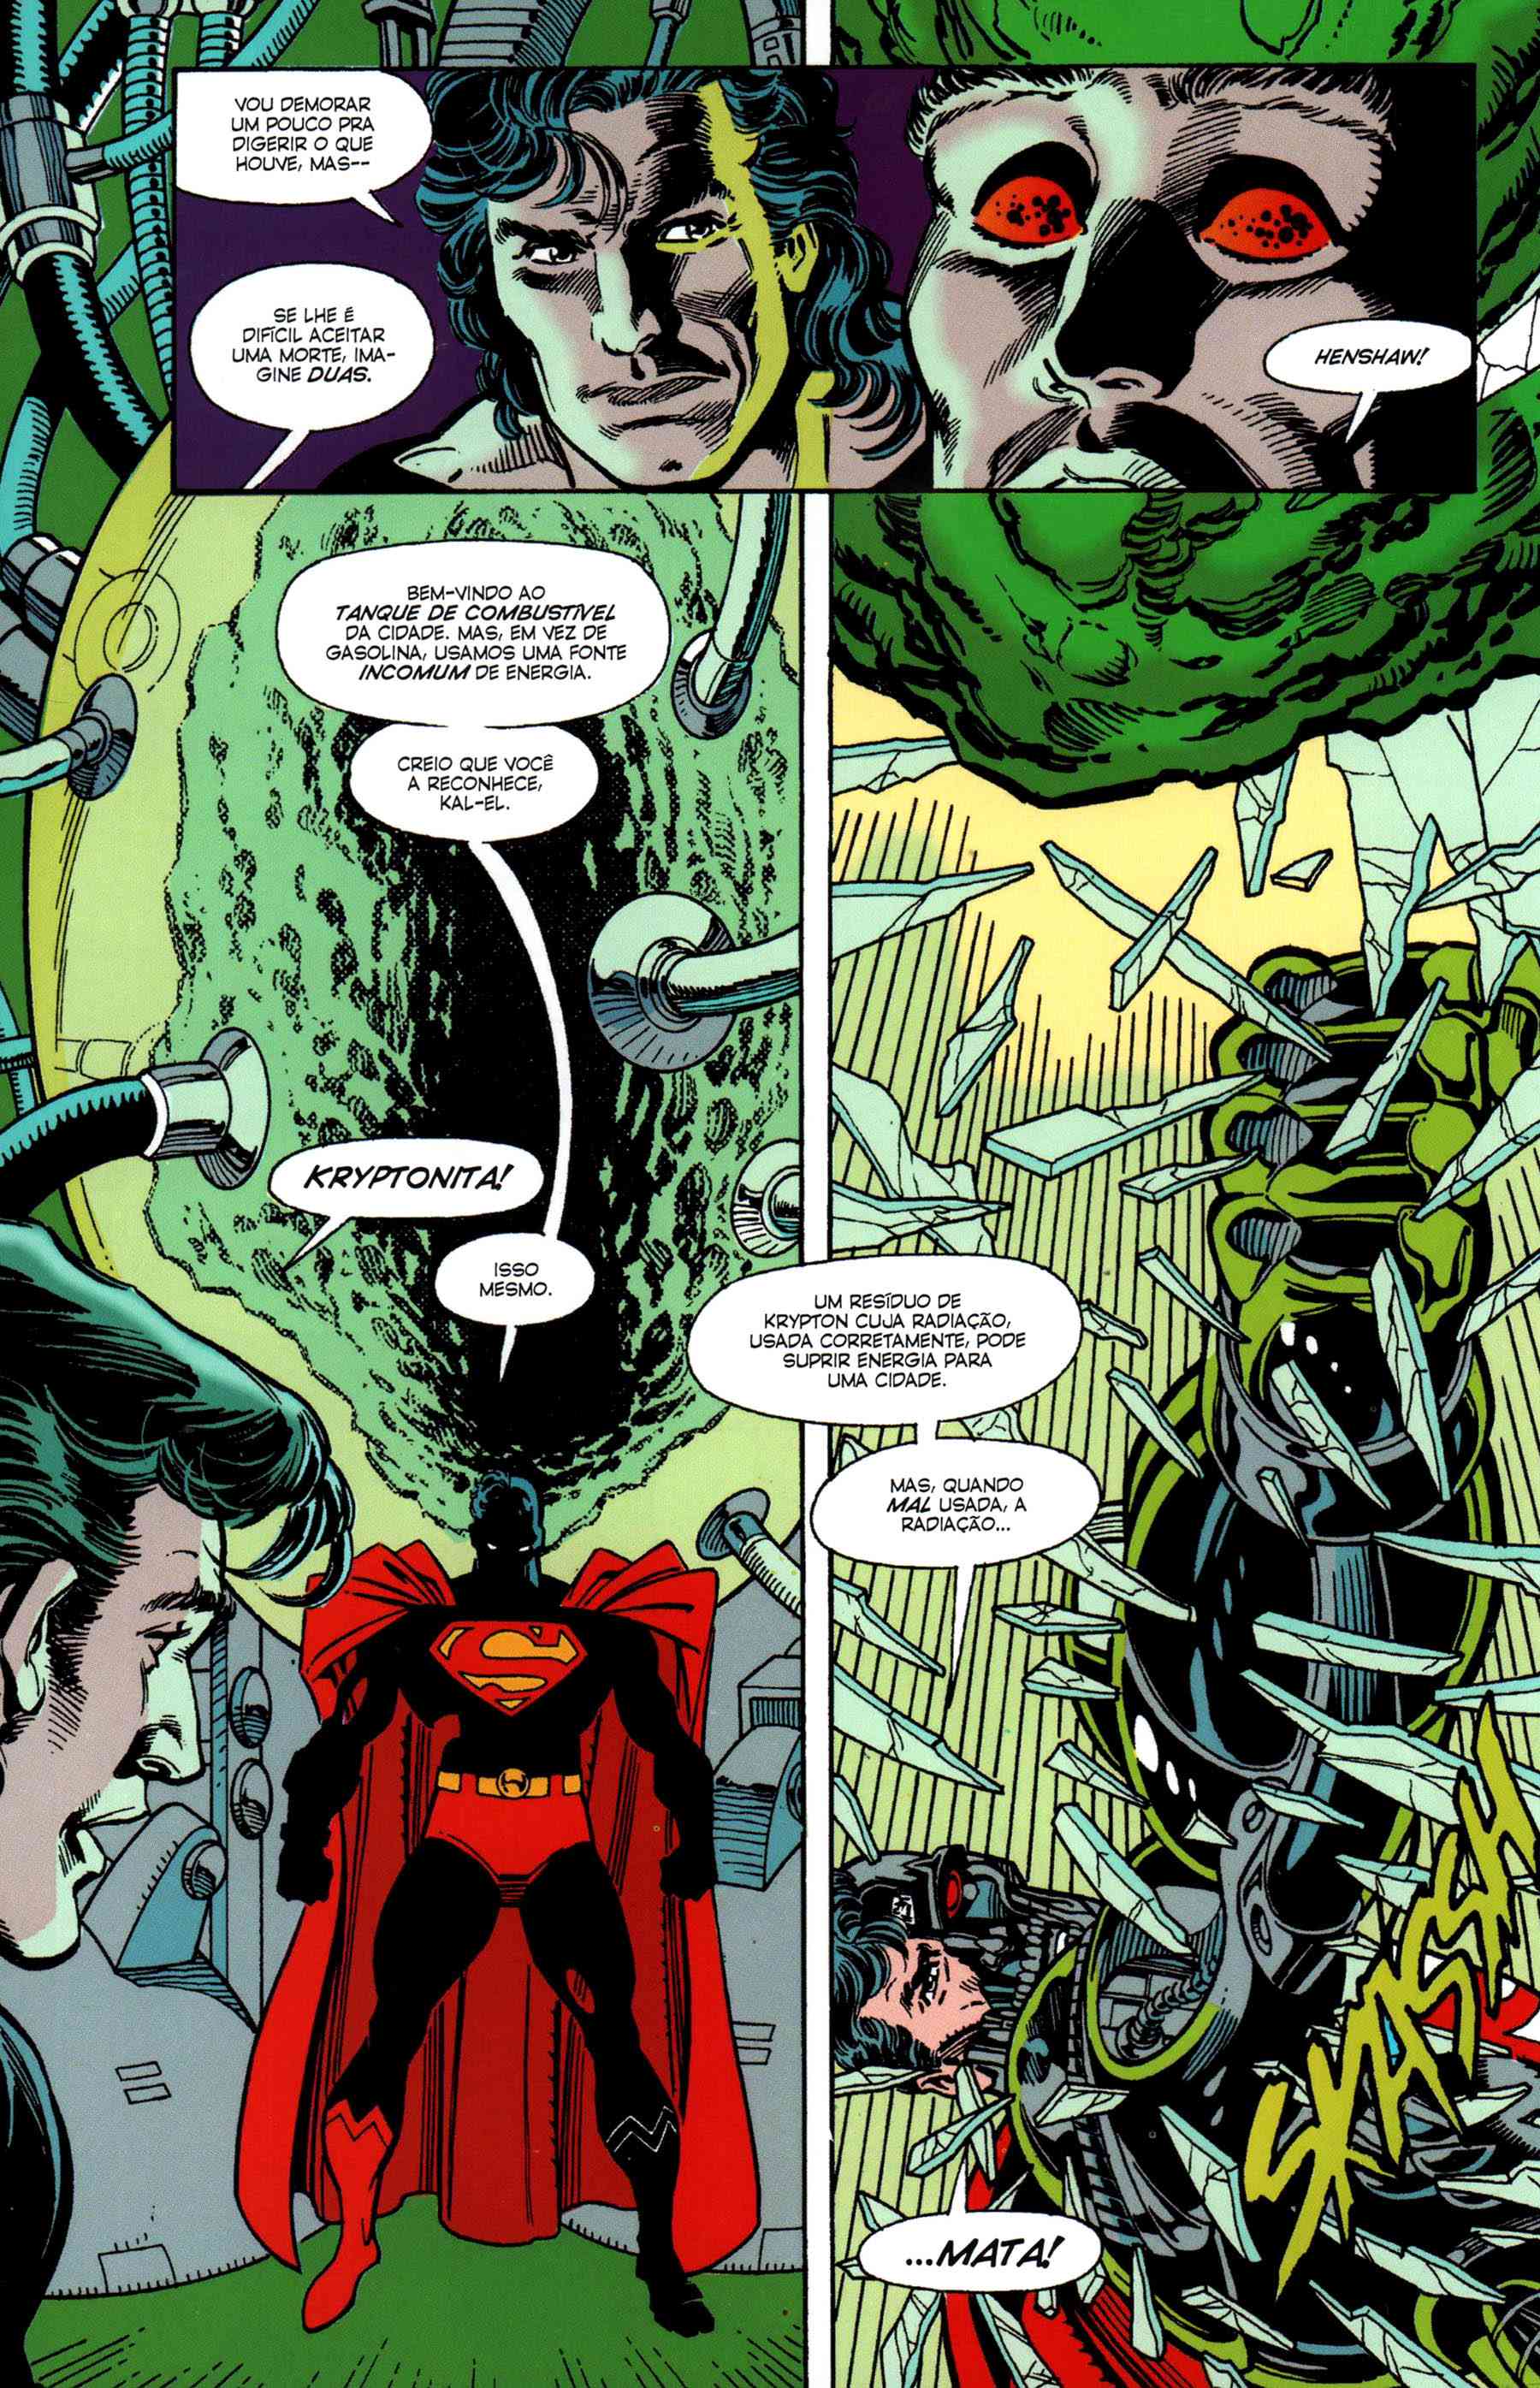 VOU DEMORAR
UM POUCO PRA
DIGERIR O QUE
HOUVE, MAS--
SE LHE É
DIFÍCIL ACEITAR
UMA MORTE, IMA-
GINE DUAS.
HENSHAW!
BEM-VINDO AO
TANQUE DE COMBUSTÍVEL
DA CIDADE. MAS, EM VEZ DE
GASOLINA, USAMOS UMA FONTE
INCOMUM DE ENERGIA.
CREIO QUE VOCÊ
A RECONHECE,
KAL-EL.
KRYPTONITA!
ISSO
MESMO.
UM RESÍDUO DE
KRYPTON CUJA RADIAÇÃO,
USADA CORRETAMENTE, PODE
SUPRIR ENERGIA PARA
UMA CIDADE.
MAS, QUANDO
MAL USADA, A
RADIAÇÃO...
SKASH
...MATA!